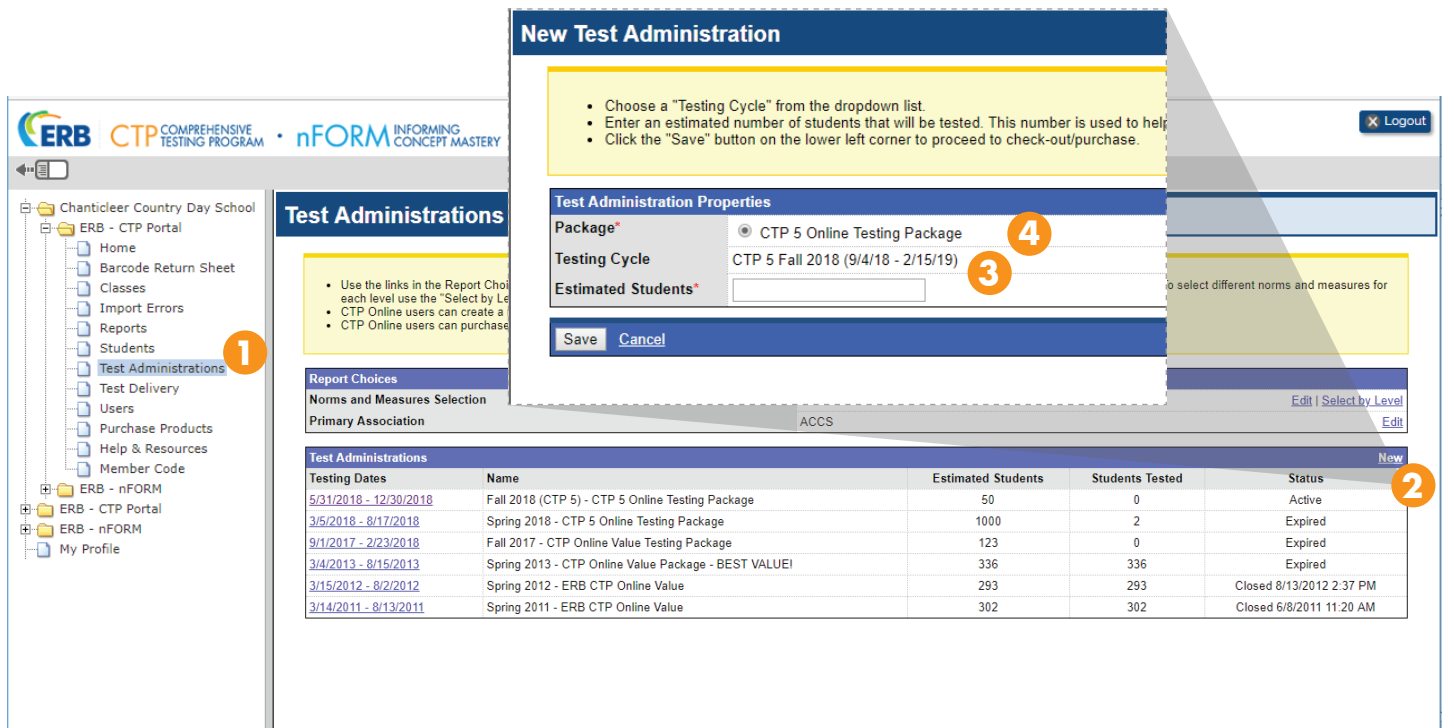 New Test Administration
• Choose a "Testing Cycle" from the dropdown list.
• Enter an estimated number of students that will be tested. This number is used to help
• Click the "Save" button on the lower left corner to proceed to check-out/purchase.
Test Administration Properties
Package*
CTP 5 Online Testing Package
4
Testing Cycle
CTP 5 Fall 2018 (9/4/18 - 2/15/19)
3
Estimated Students*
Save Cancel
ERB CTP COMPREHENSIVE TESTING PROGRAM • nFORM INFORMING CONCEPT MASTERY
X Logout
Chanticleer Country Day School
ERB - CTP Portal
Home
Barcode Return Sheet
Classes
Import Errors
Reports
Students
Test Administrations
1
Test Delivery
Users
Purchase Products
Help & Resources
Member Code
ERB - nFORM
ERB - CTP Portal
ERB - nFORM
My Profile
Test Administrations
• Use the links in the Report Choi
to select different norms and measures for
each level use the "Select by Le
• CTP Online users can create a
• CTP Online users can purchase
Report Choices
Norms and Measures Selection Edit | Select by Level
Primary Association ACCS Edit
Test Administrations New
2
Testing Dates Name Estimated Students Students Tested Status
5/31/2018 - 12/30/2018 Fall 2018 (CTP 5) - CTP 5 Online Testing Package 50 0 Active
3/5/2018 - 8/17/2018 Spring 2018 - CTP 5 Online Testing Package 1000 2 Expired
9/1/2017 - 2/23/2018 Fall 2017 - CTP Online Value Testing Package 123 0 Expired
3/4/2013 - 8/15/2013 Spring 2013 - CTP Online Value Package - BEST VALUE! 336 336 Expired
3/15/2012 - 8/2/2012 Spring 2012 - ERB CTP Online Value 293 293 Closed 8/13/2012 2:37 PM
3/14/2011 - 8/13/2011 Spring 2011 - ERB CTP Online Value 302 302 Closed 6/8/2011 11:20 AM